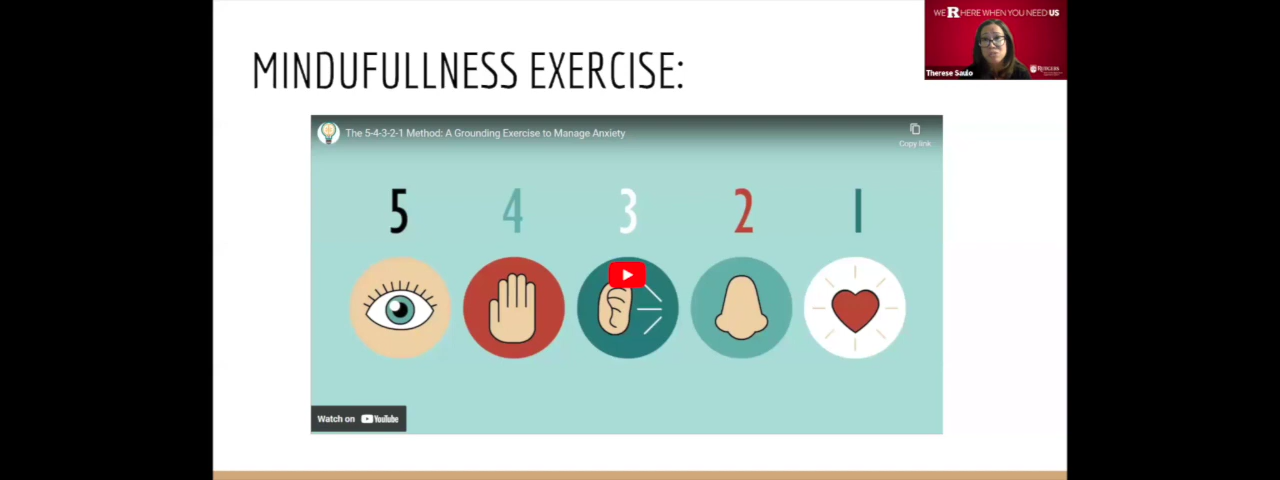 WE R HERE WHEN YOU NEED US
Therese Saulo
RUTGERS
MINDUFULLNESS EXERCISE:
The 5-4-3-2-1 Method: A Grounding Exercise to Manage Anxiety
Copy link
5 4 3 2 1
Watch on YouTube